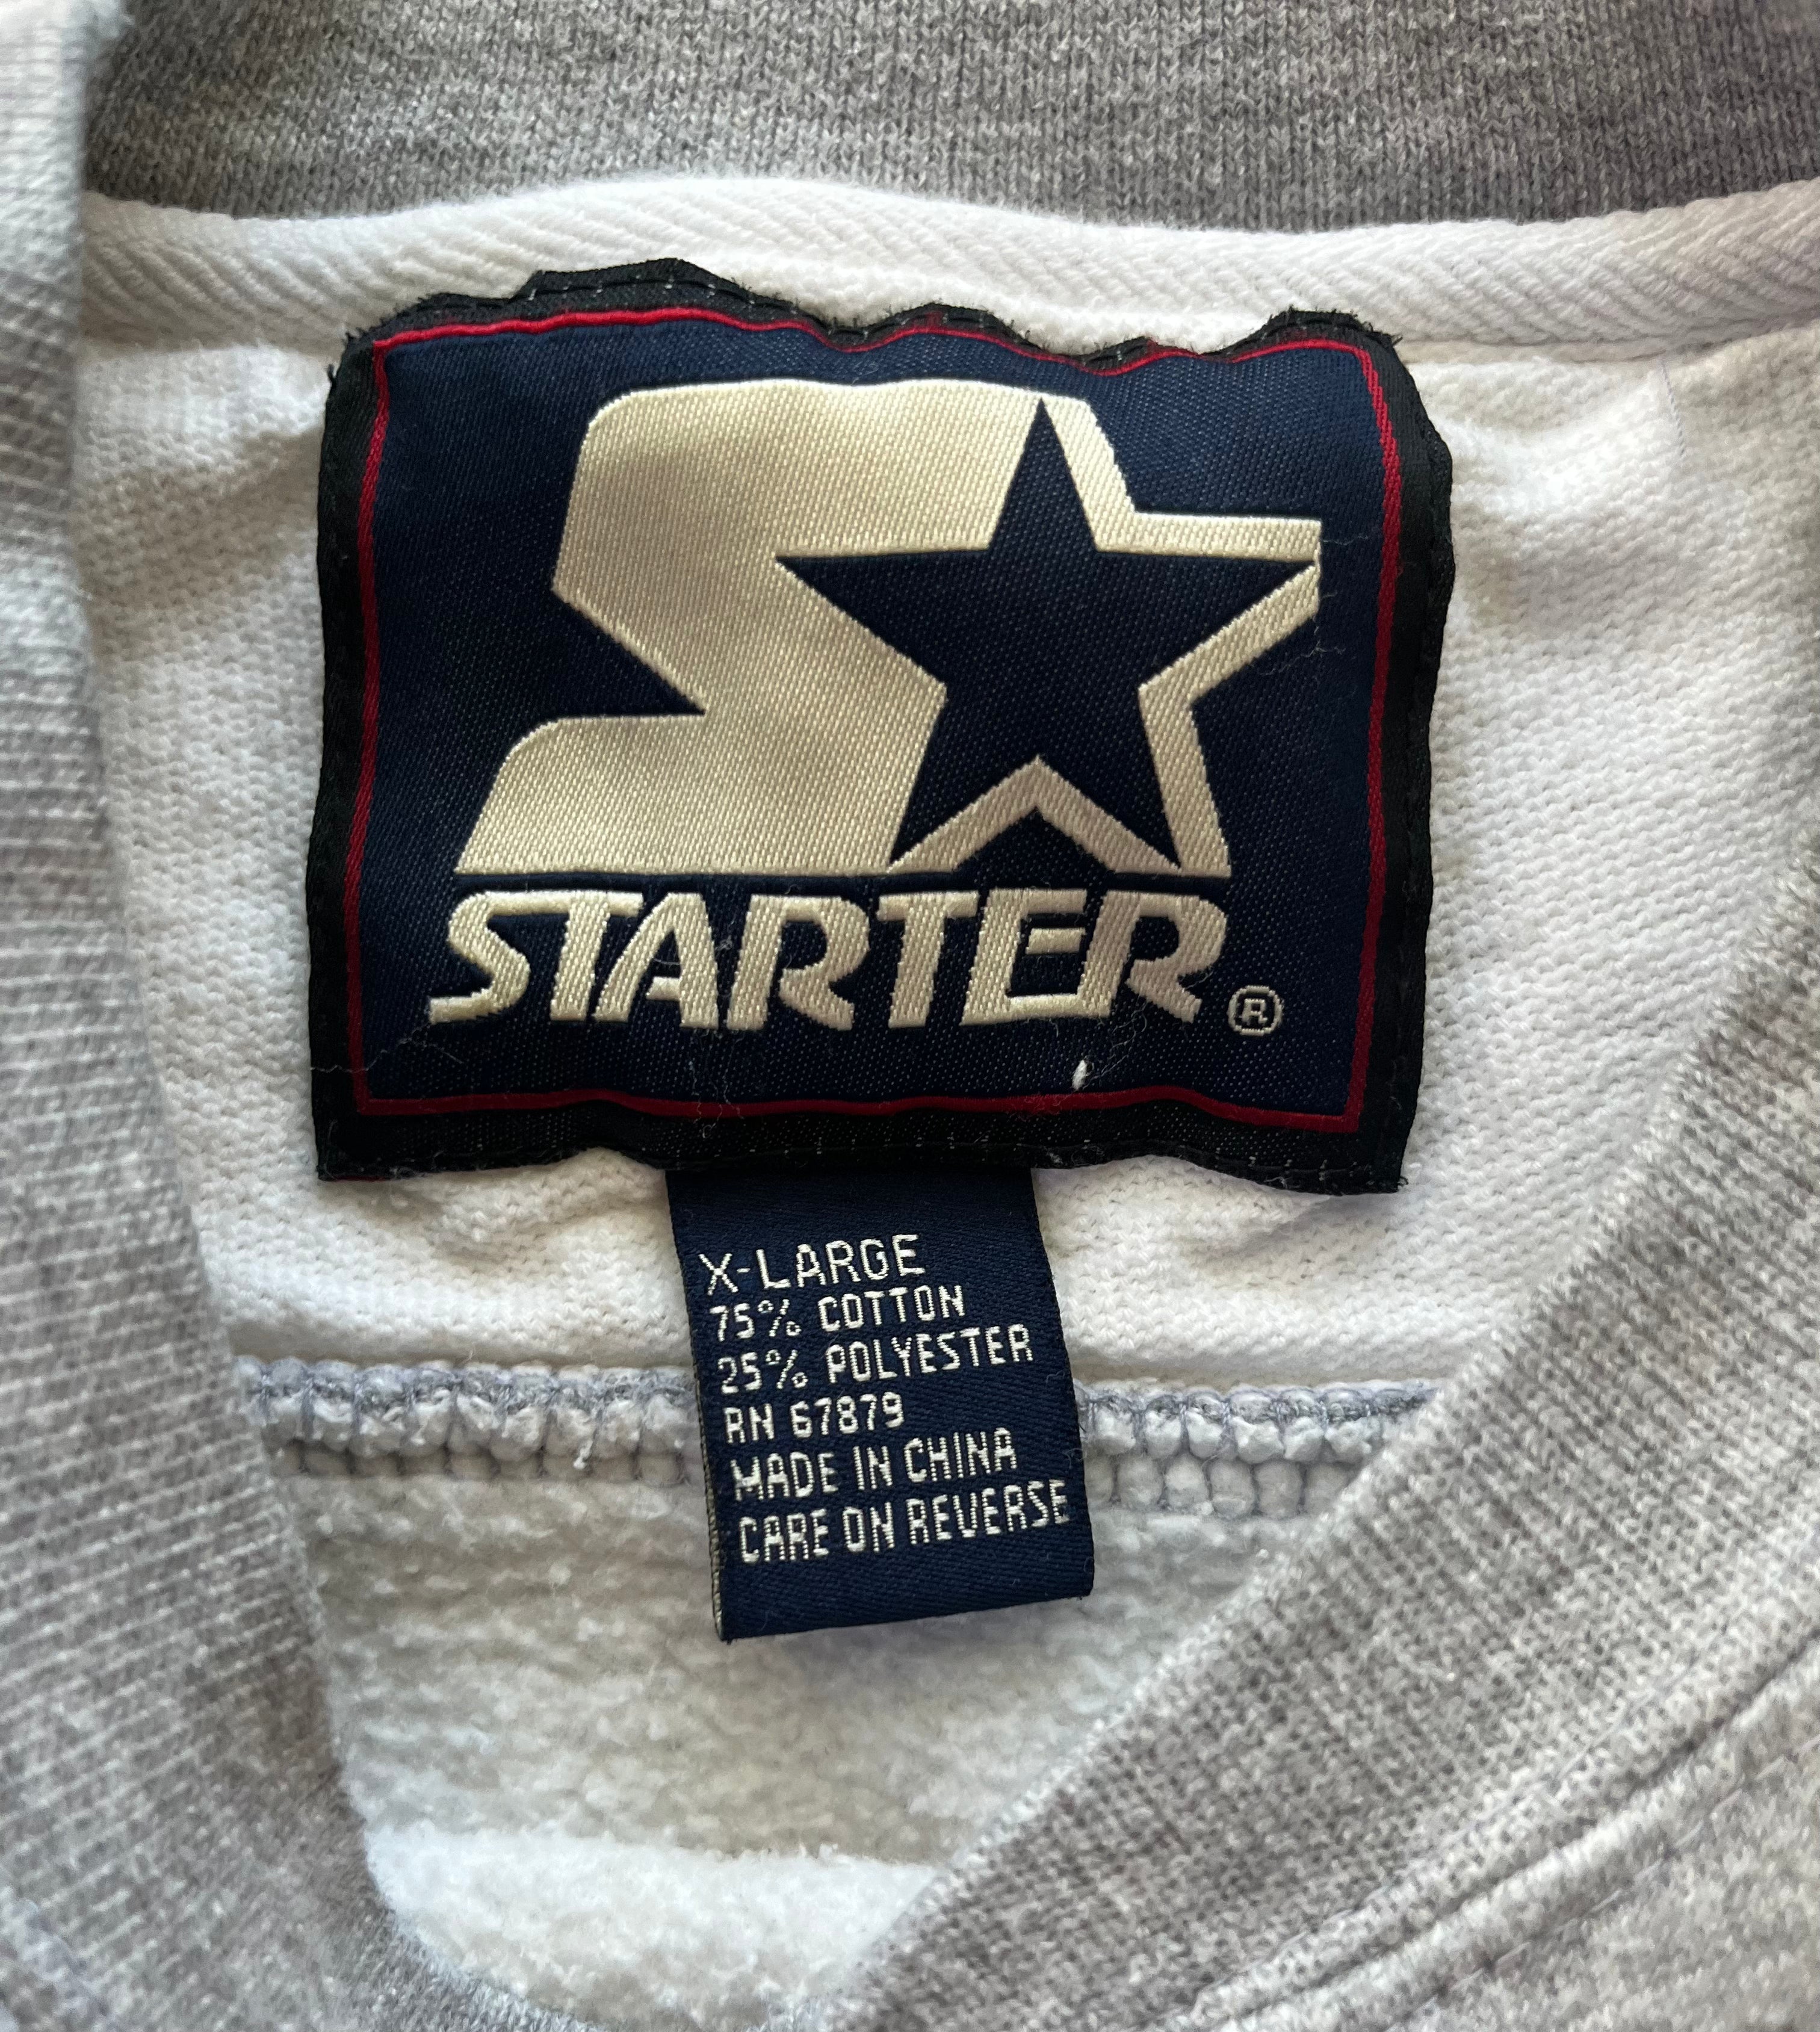 STARTER®
X-LARGE
75% COTTON
25% POLYESTER
RN 67879
MADE IN CHINA
CARE ON REVERSE